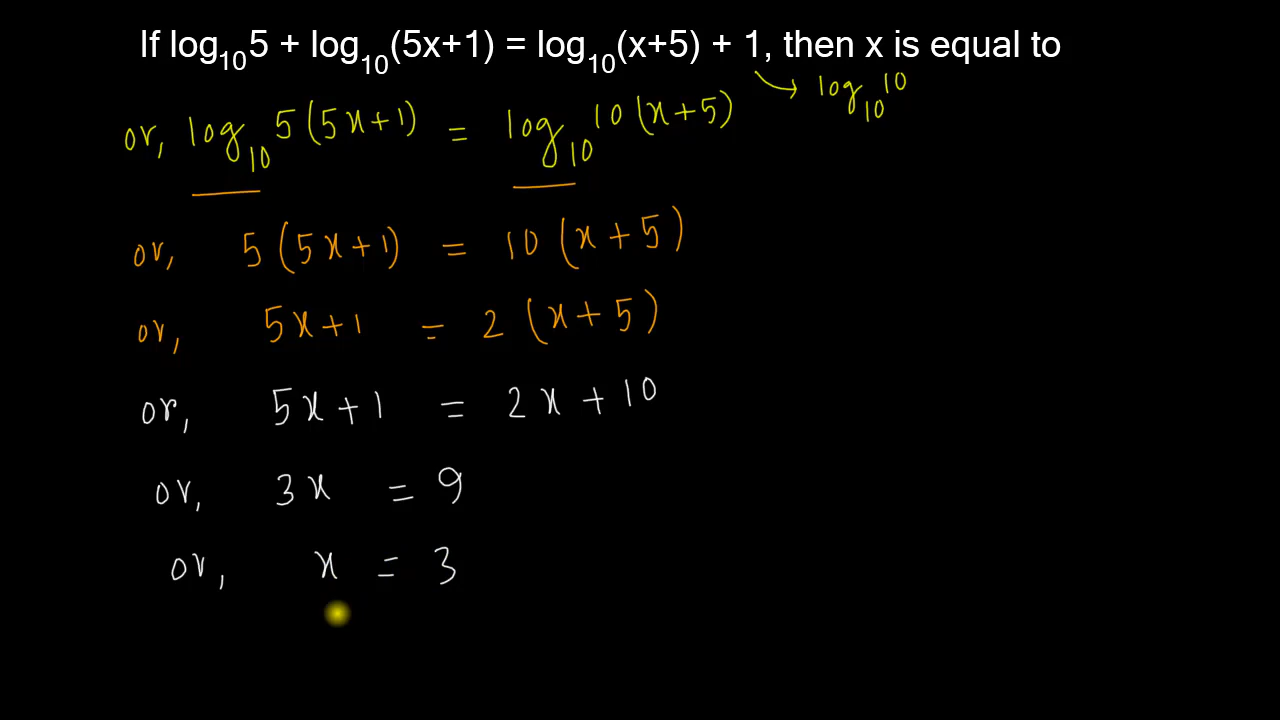 If log₁₀5 + log₁₀(5x+1) = log₁₀(x+5) + 1, then x is equal to
→ log₁₀10
or, log₁₀ 5(5x+1) = log₁₀ 10(x+5)
or, 5(5x+1) = 10(x+5)
or, 5x+1 = 2(x+5)
or, 5x+1 = 2x+10
or, 3x = 9
or, x = 3